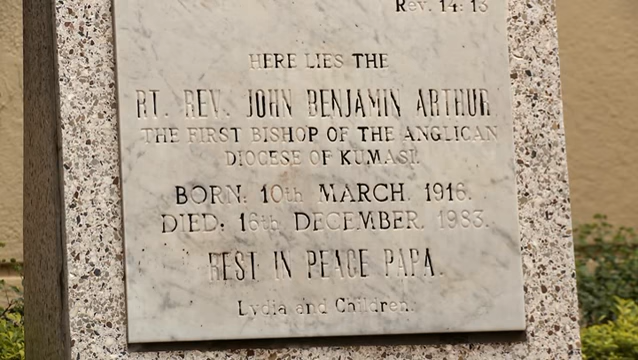 Rev. 14: 13
HERE LIES THE
RT. REV. JOHN BENJAMIN ARTHUR
THE FIRST BISHOP OF THE ANGLICAN
DIOCESE OF KUMASI.
BORN: 10th MARCH. 1916.
DIED: 16th DECEMBER. 1983.
REST IN PEACE PAPA.
Lydia and Children.